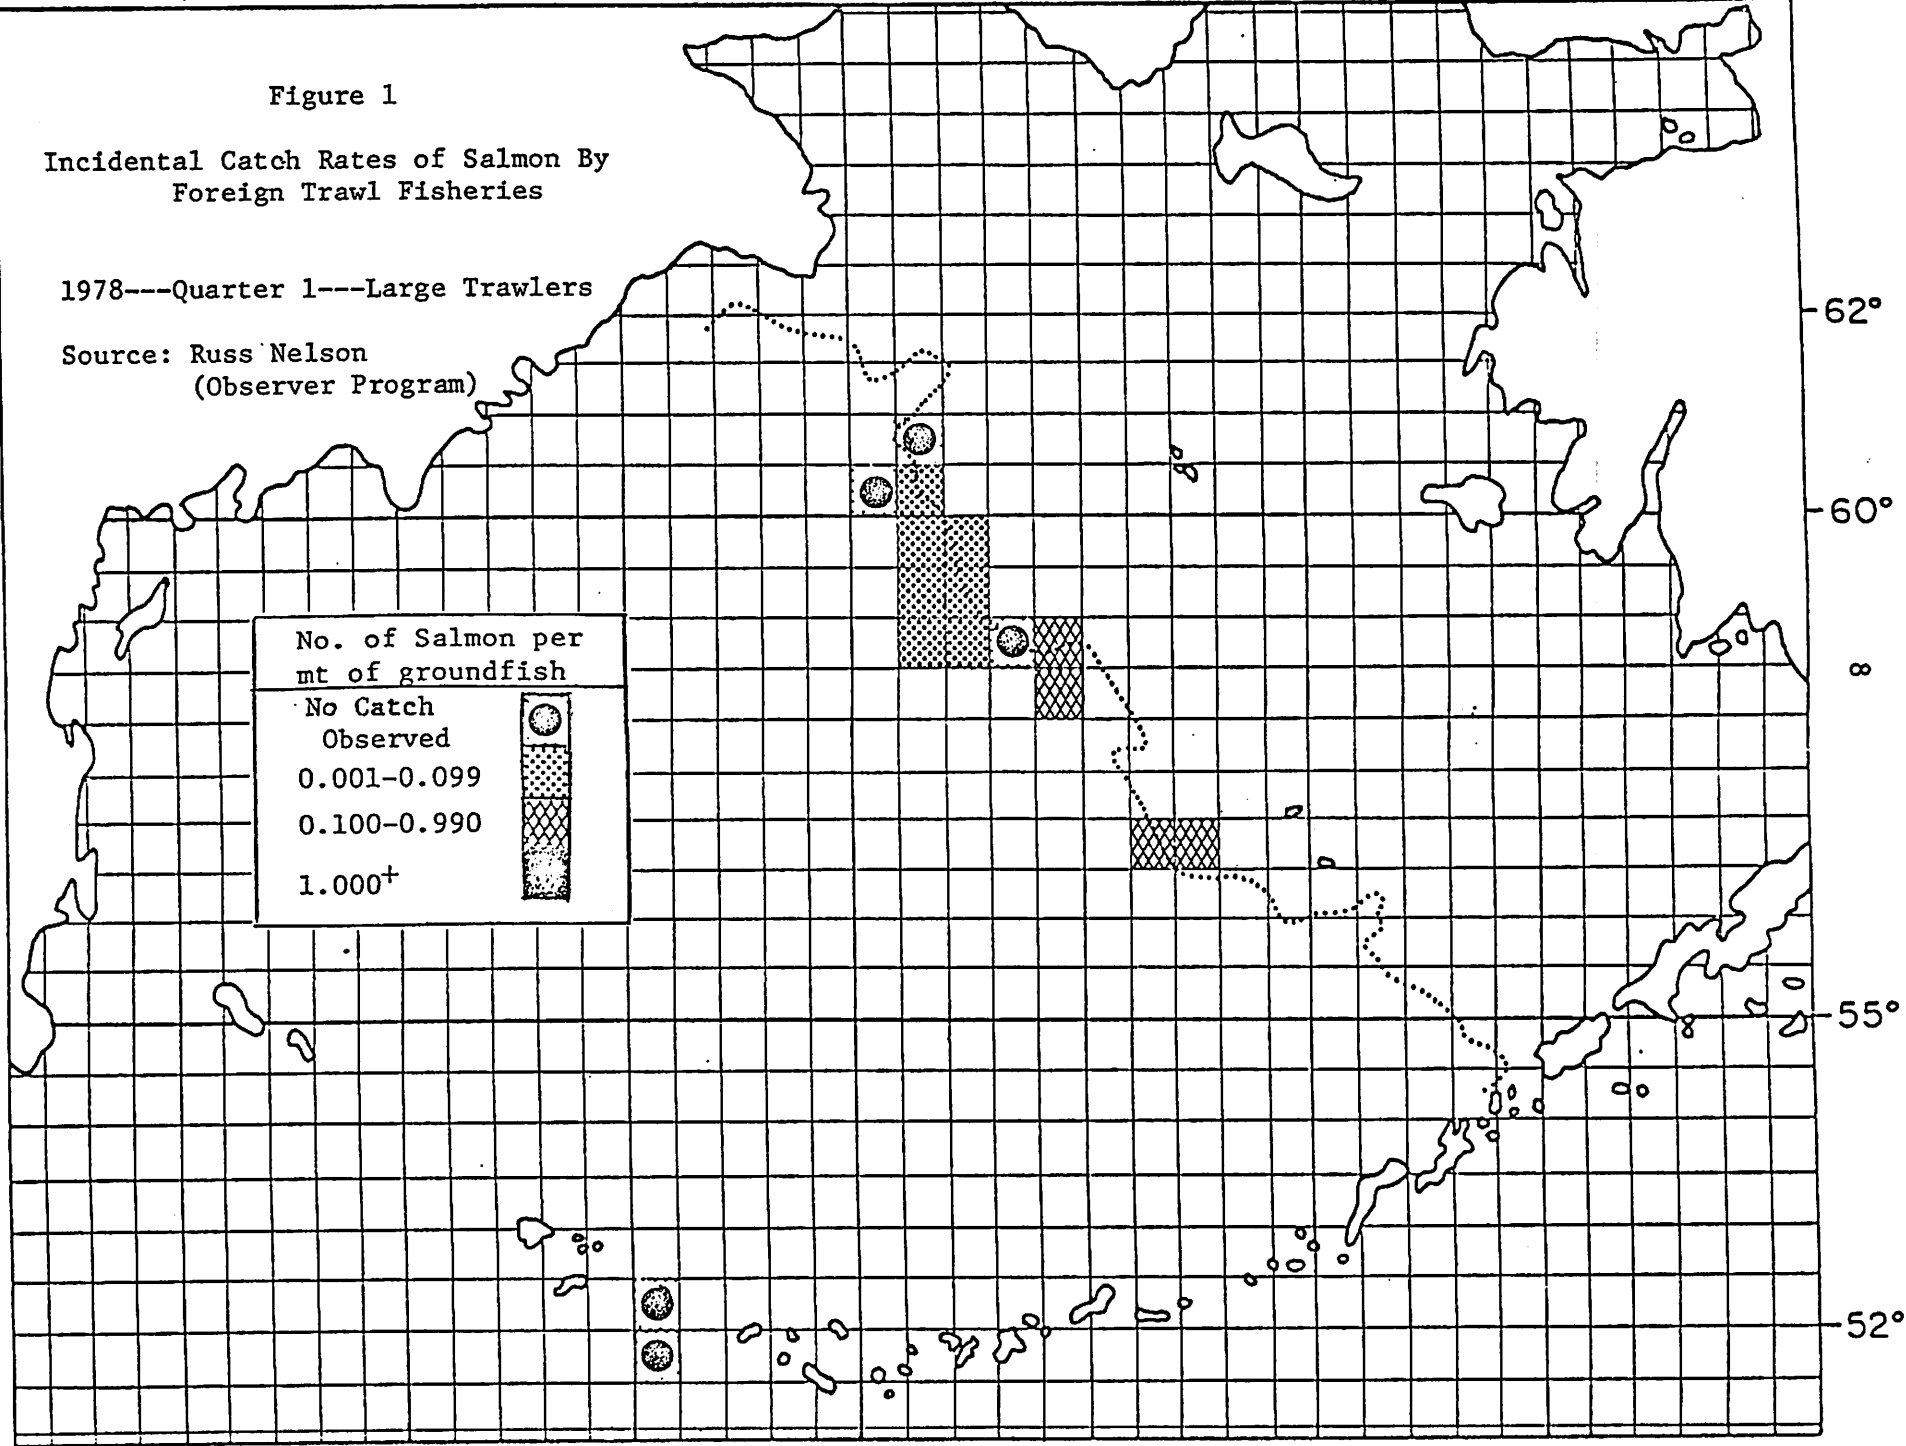 Figure 1
Incidental Catch Rates of Salmon By
Foreign Trawl Fisheries
1978---Quarter 1---Large Trawlers
Source: Russ Nelson
(Observer Program)
62°
60°
No. of Salmon per
mt of groundfish
No Catch
Observed
0.001-0.099
0.100-0.990
1.000+
8
55°
52°